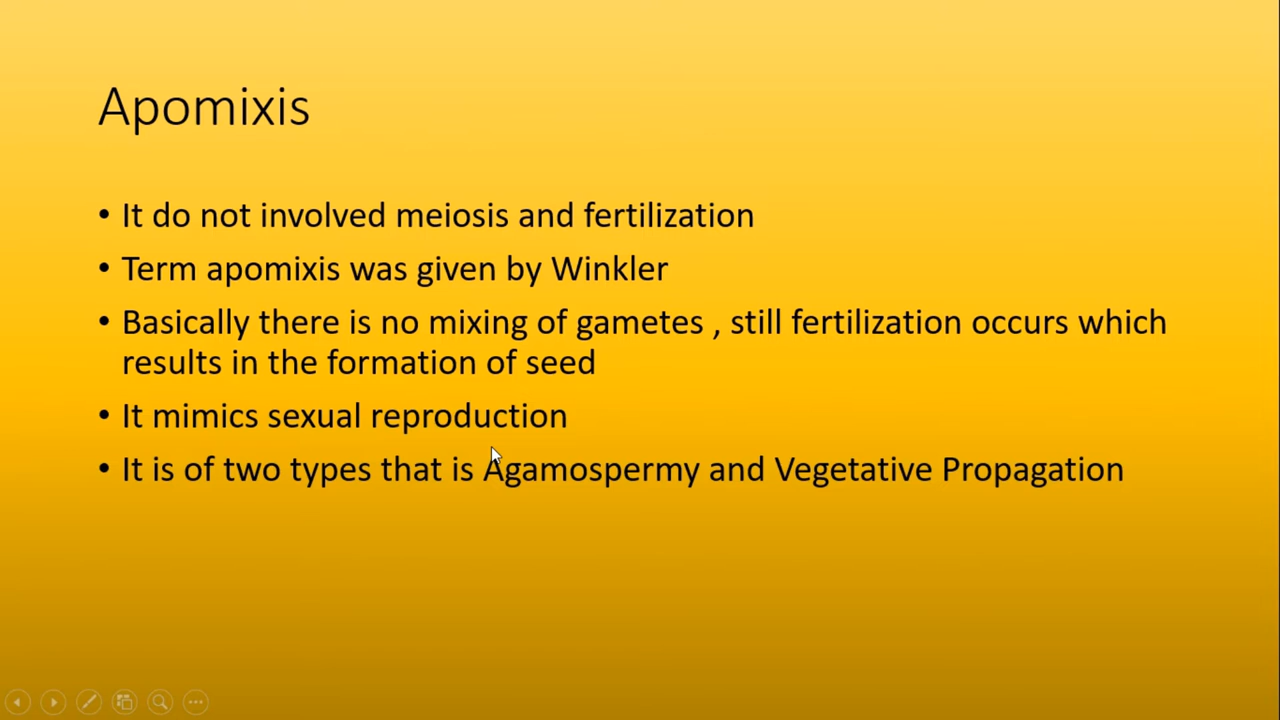 Apomixis
• It do not involved meiosis and fertilization
• Term apomixis was given by Winkler
• Basically there is no mixing of gametes , still fertilization occurs which
results in the formation of seed
• It mimics sexual reproduction
• It is of two types that is Agamospermy and Vegetative Propagation